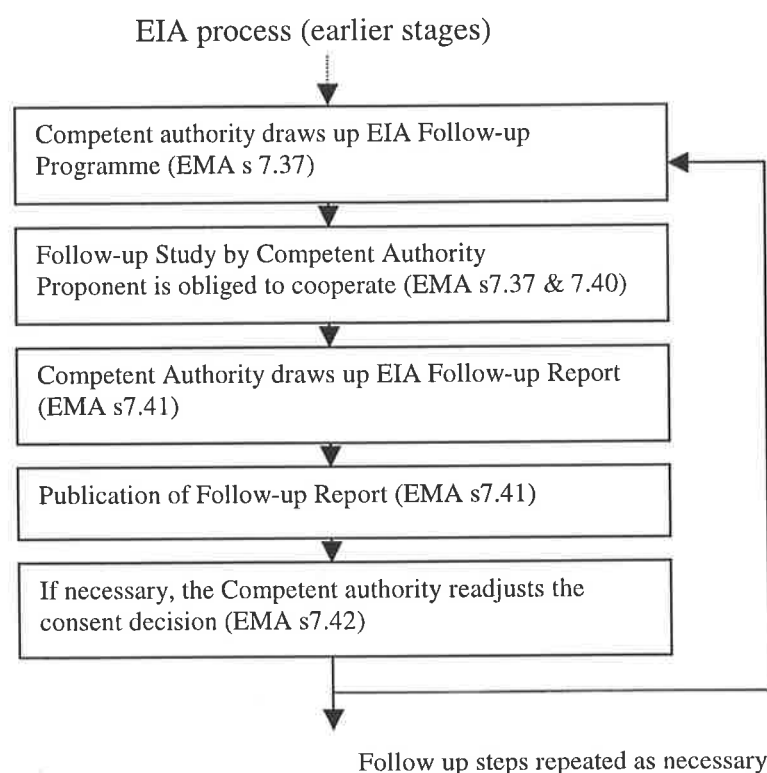 EIA process (earlier stages)
Competent authority draws up EIA Follow-up
Programme (EMA s 7.37)
Follow-up Study by Competent Authority
Proponent is obliged to cooperate (EMA s7.37 & 7.40)
Competent Authority draws up EIA Follow-up Report
(EMA s7.41)
Publication of Follow-up Report (EMA s7.41)
If necessary, the Competent authority readjusts the
consent decision (EMA s7.42)
Follow up steps repeated as necessary